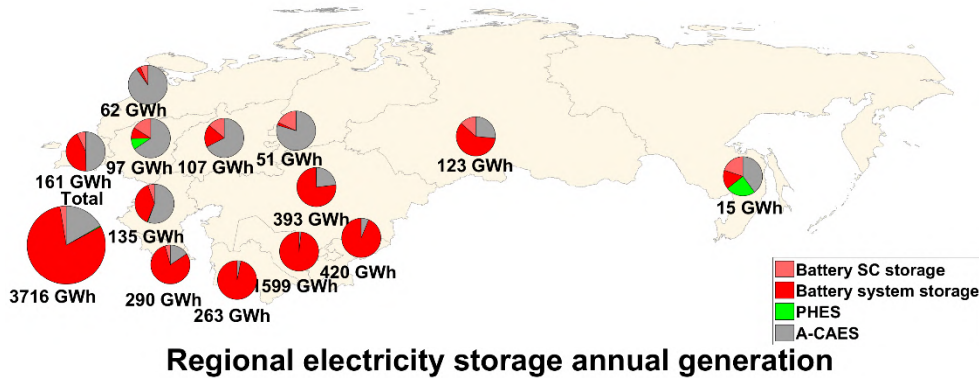 62 GWh
97 GWh
107 GWh
51 GWh
123 GWh
161 GWh
15 GWh
Total
393 GWh
135 GWh
420 GWh
1599 GWh
3716 GWh
290 GWh
263 GWh
Battery SC storage
Battery system storage
PHES
A-CAES
Regional electricity storage annual generation